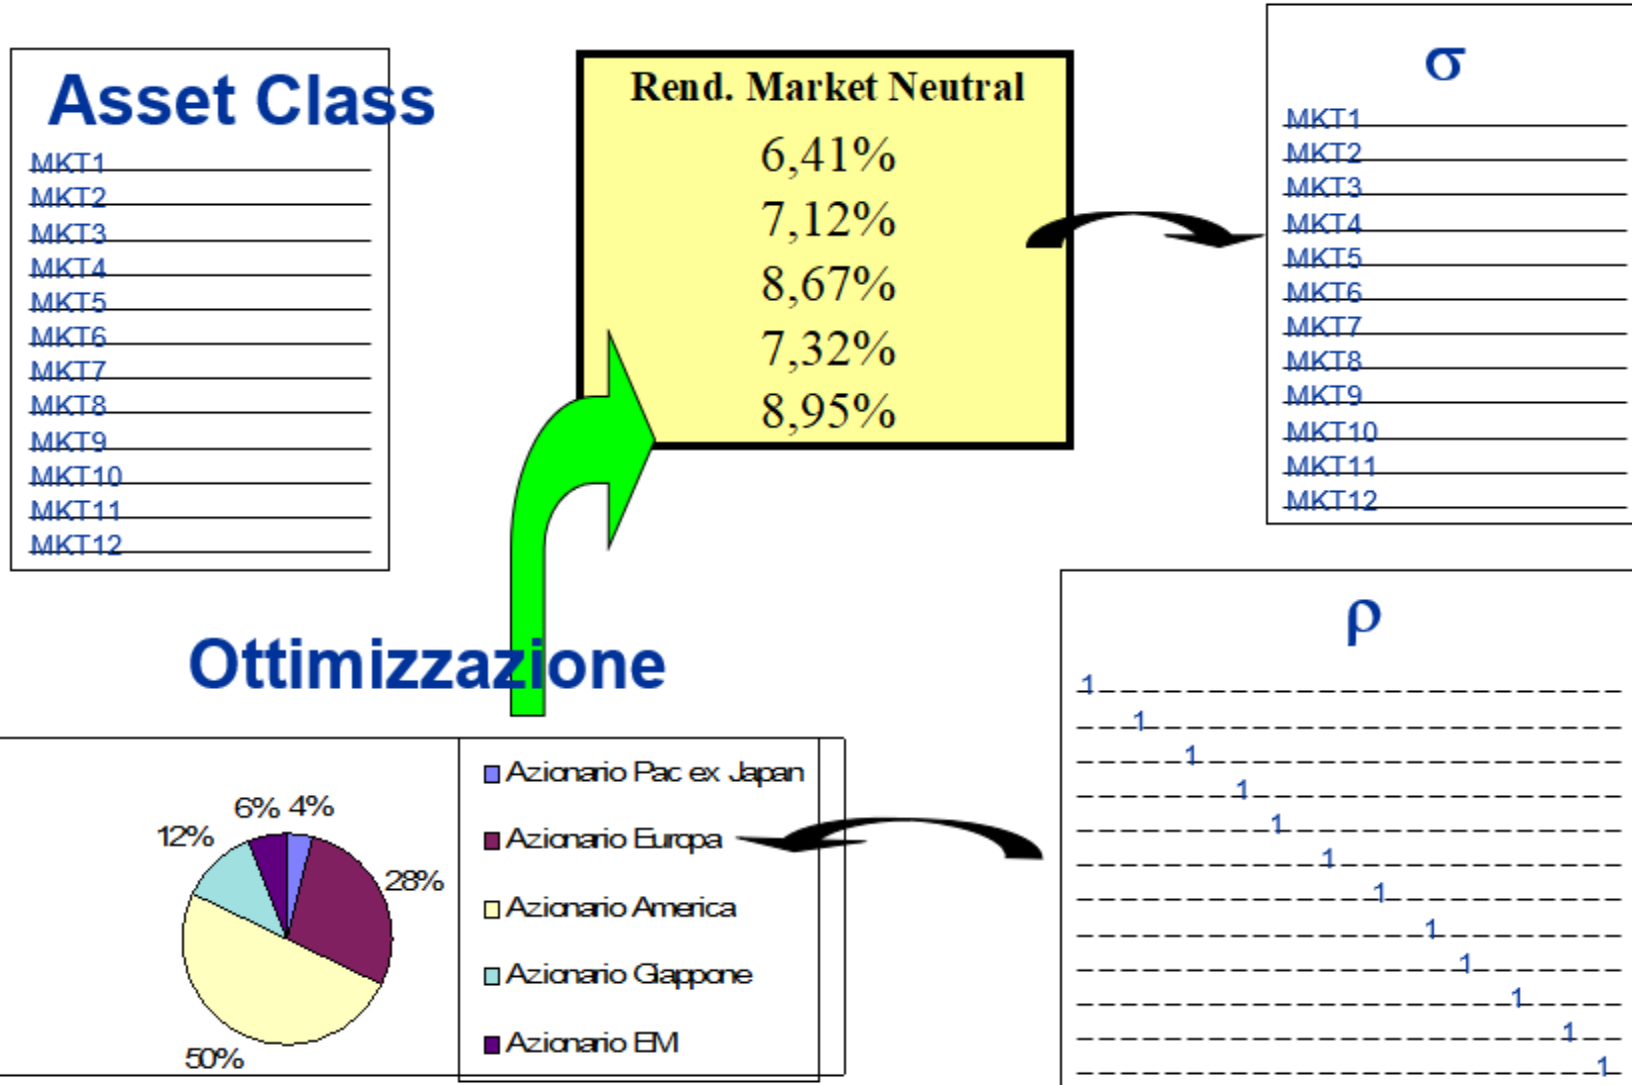 Asset Class
MKT1
MKT2
MKT3
MKT4
MKT5
MKT6
MKT7
MKT8
MKT9
MKT10
MKT11
MKT12
Rend. Market Neutral
6,41%
7,12%
8,67%
7,32%
8,95%
σ
MKT1
MKT2
MKT3
MKT4
MKT5
MKT6
MKT7
MKT8
MKT9
MKT10
MKT11
MKT12
Ottimizzazione
6% 4%
12%
28%
50%
Azionario Pac ex Japan
Azionario Europa
Azionario America
Azionario Giappone
Azionario EM
ρ
1
1
1
1
1
1
1
1
1
1
1
1